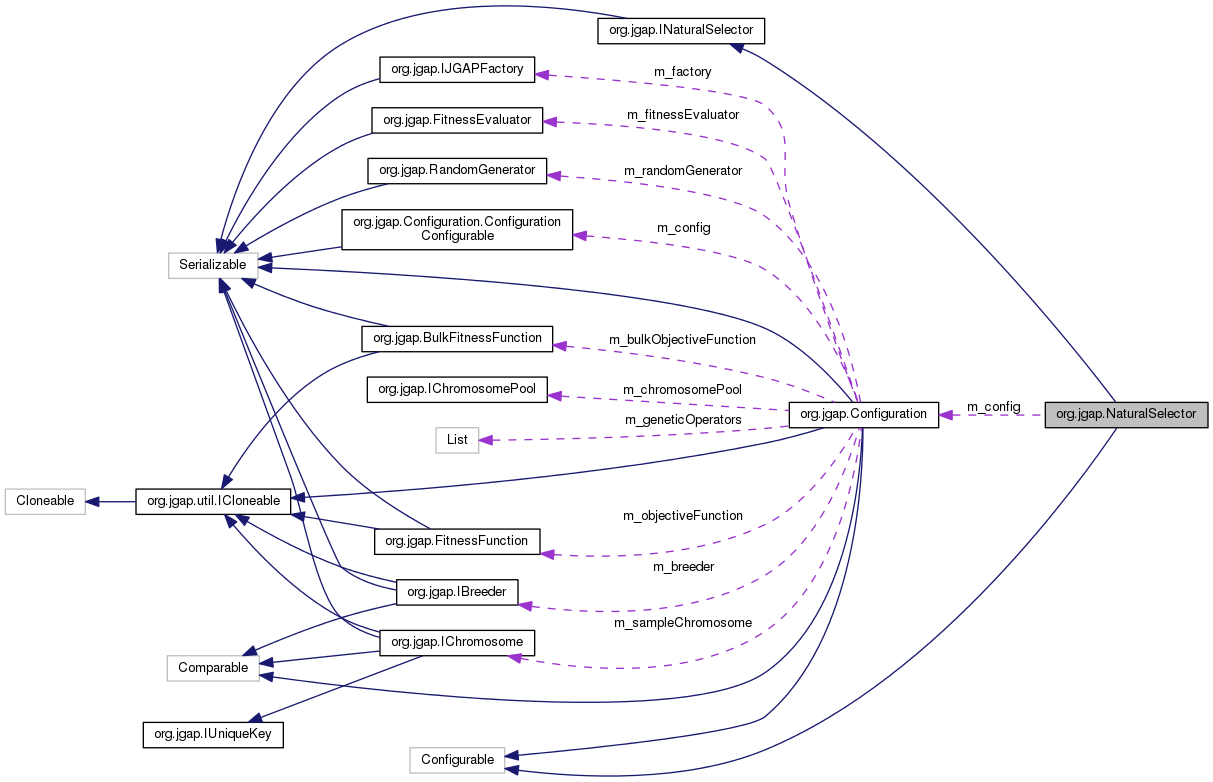 org.jgap.INaturalSelector
org.jgap.IJGAPFactory
m_factory
org.jgap.FitnessEvaluator
m_fitnessEvaluator
org.jgap.RandomGenerator
m_randomGenerator
org.jgap.Configuration.Configuration
Configurable
m_config
Serializable
org.jgap.BulkFitnessFunction
m_bulkObjectiveFunction
org.jgap.IChromosomePool
m_chromosomePool
org.jgap.Configuration
m_config
org.jgap.NaturalSelector
List
m_geneticOperators
Cloneable
org.jgap.util.ICloneable
m_objectiveFunction
org.jgap.FitnessFunction
m_breeder
org.jgap.IBreeder
m_sampleChromosome
org.jgap.IChromosome
Comparable
org.jgap.IUniqueKey
Configurable